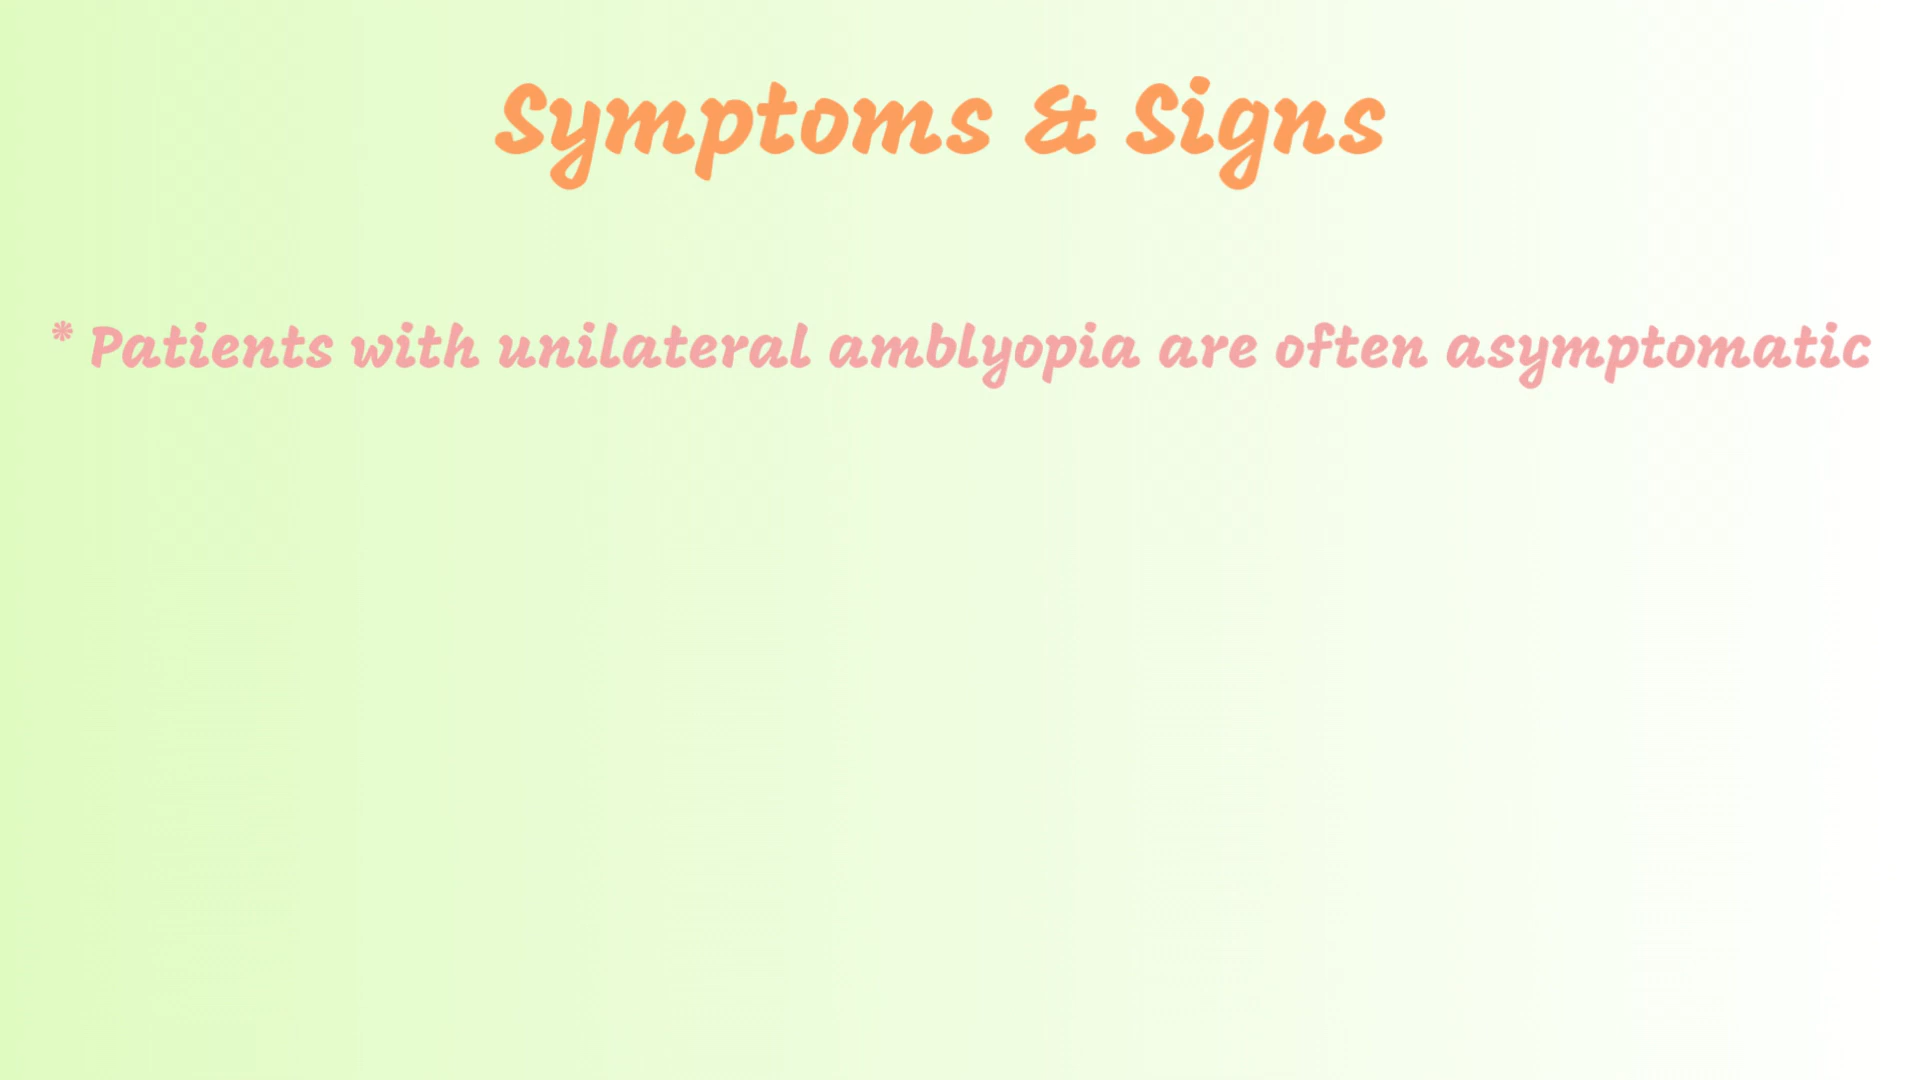 Symptoms & Signs
* Patients with unilateral amblyopia are often asymptomatic